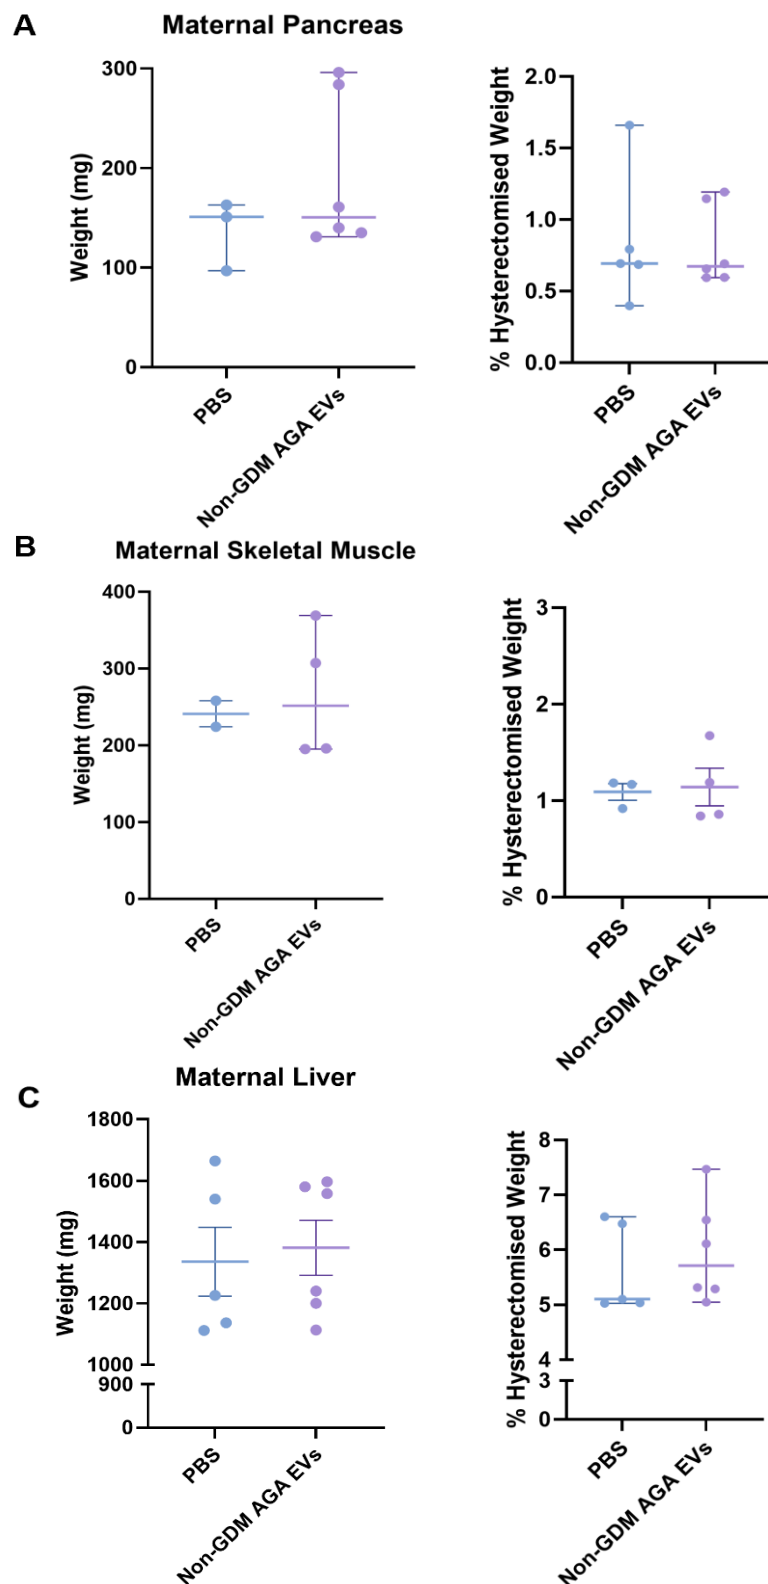 A
Maternal Pancreas
Weight (mg)
300
200
100
0
PBS
Non-GDM AGA EVs
% Hysterectomised Weight
2.0
1.5
1.0
0.5
0.0
PBS
Non-GDM AGA EVs
B
Maternal Skeletal Muscle
Weight (mg)
400
300
200
100
0
PBS
Non-GDM AGA EVs
% Hysterectomised Weight
3
2
1
0
PBS
Non-GDM AGA EVs
C
Maternal Liver
Weight (mg)
1800
1600
1400
1200
1000
900
0
PBS
Non-GDM AGA EVs
% Hysterectomised Weight
8
7
6
5
4
3
0
PBS
Non-GDM AGA EVs